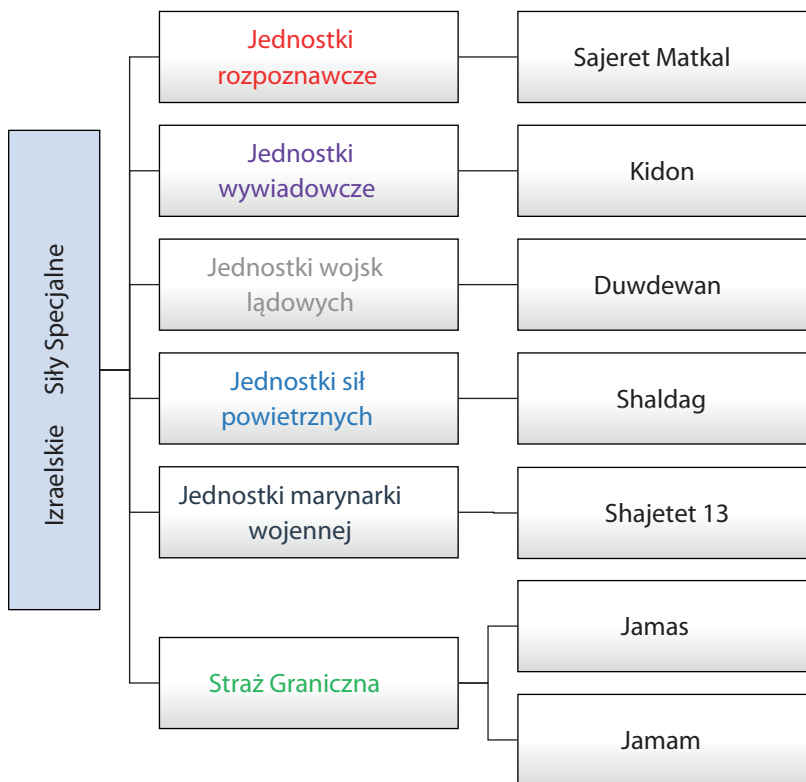 Izraelskie Siły Specjalne
Jednostki
rozpoznawcze
Sajeret Matkal
Jednostki
wywiadowcze
Kidon
Jednostki wojsk
lądowych
Duwdewan
Jednostki sił
powietrznych
Shaldag
Jednostki marynarki
wojennej
Shajetet 13
Straż Graniczna
Jamas
Jamam